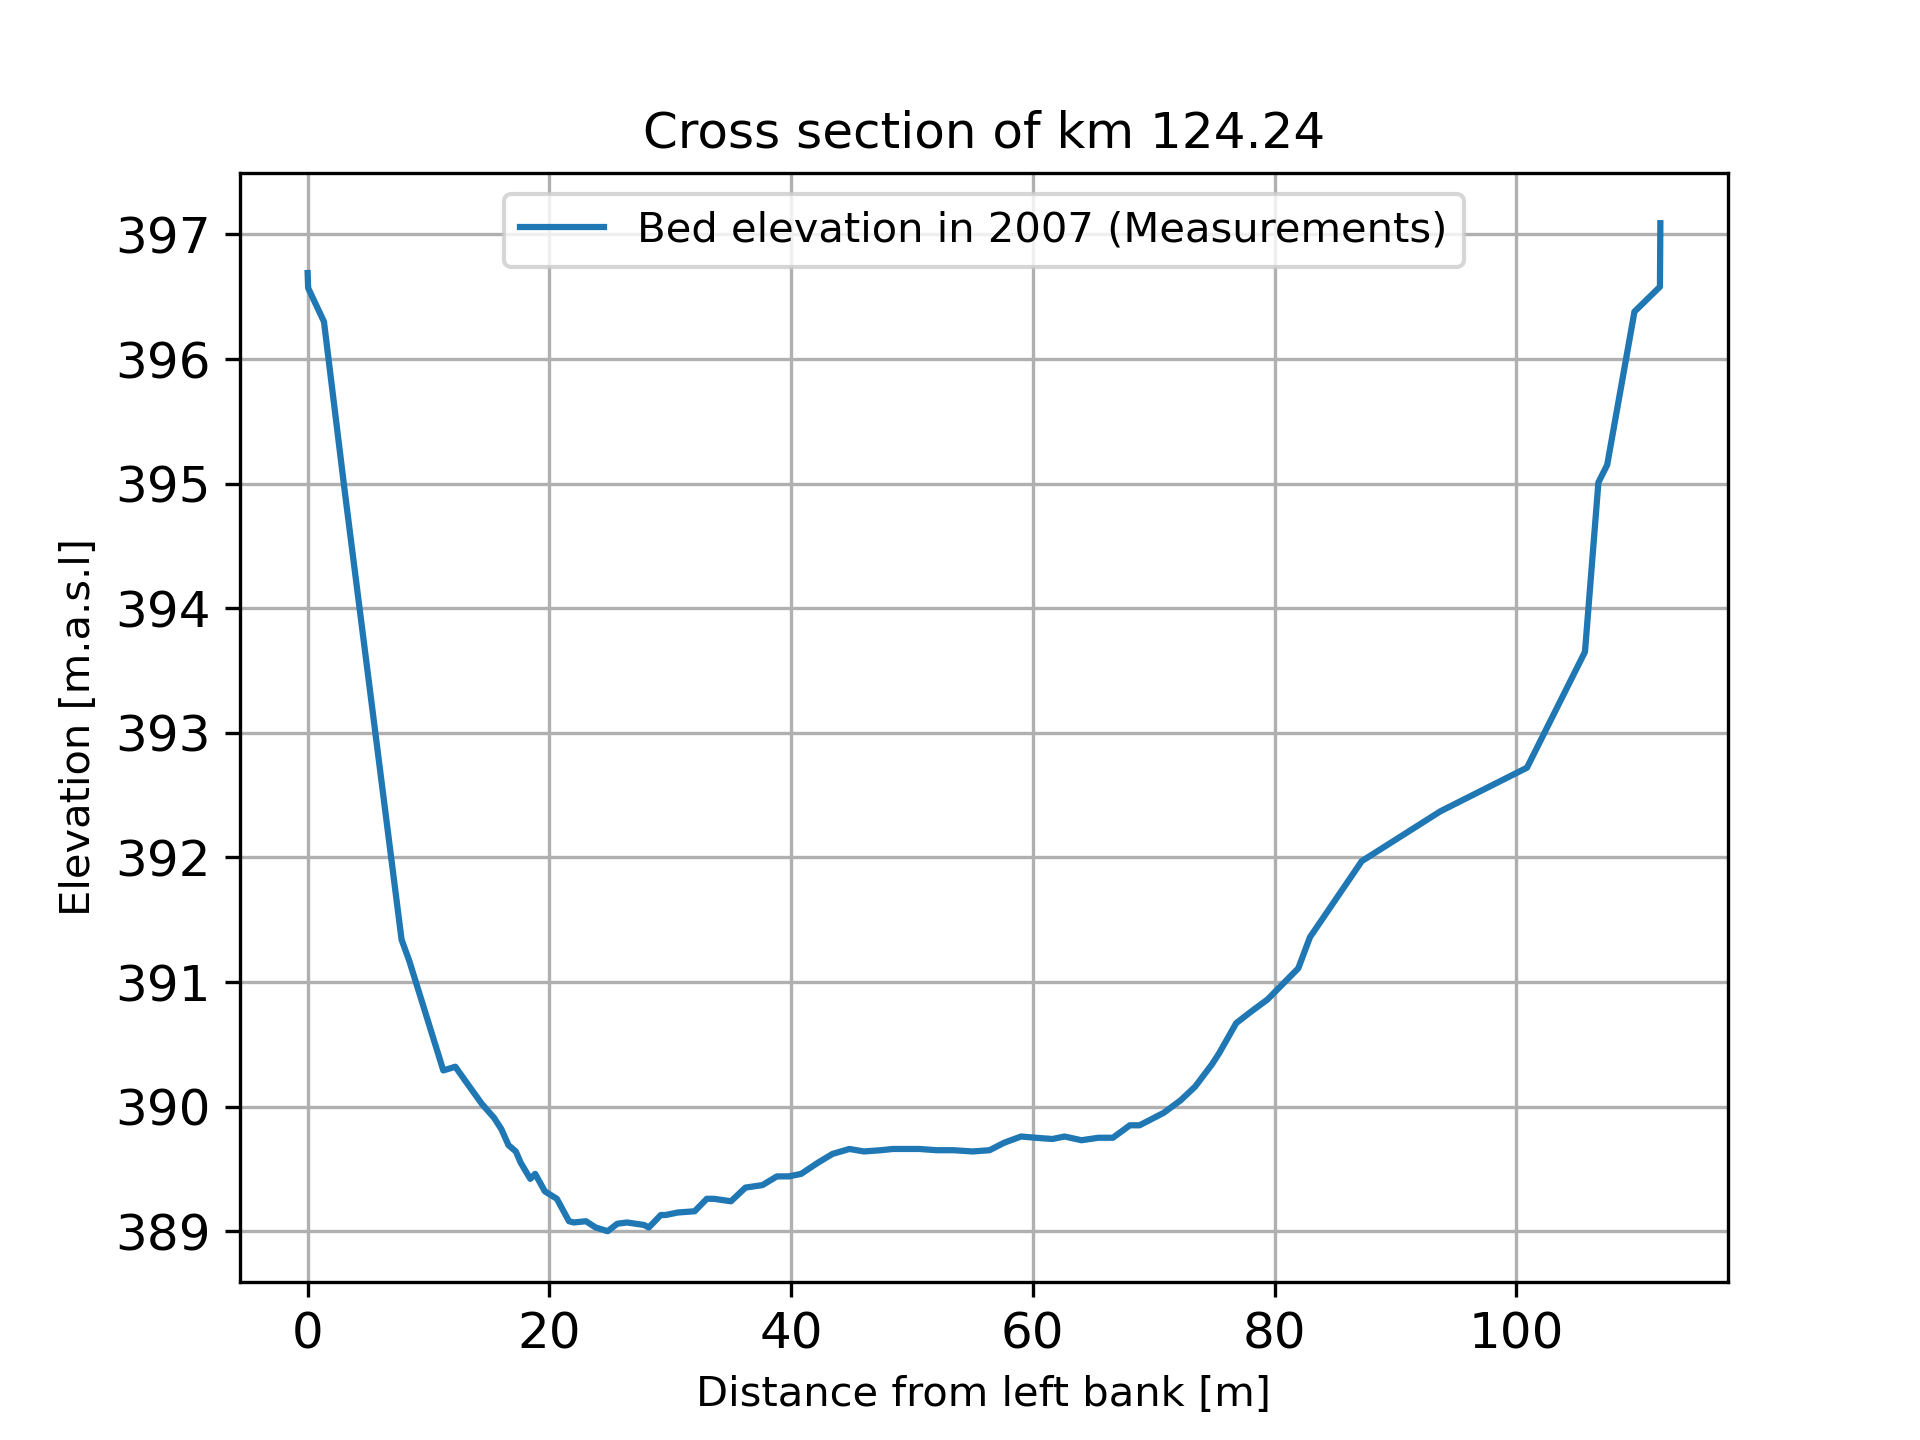 Cross section of km 124.24
Bed elevation in 2007 (Measurements)
397
396
395
394
393
392
391
390
389
Elevation [m.a.s.l]
0 20 40 60 80 100
Distance from left bank [m]